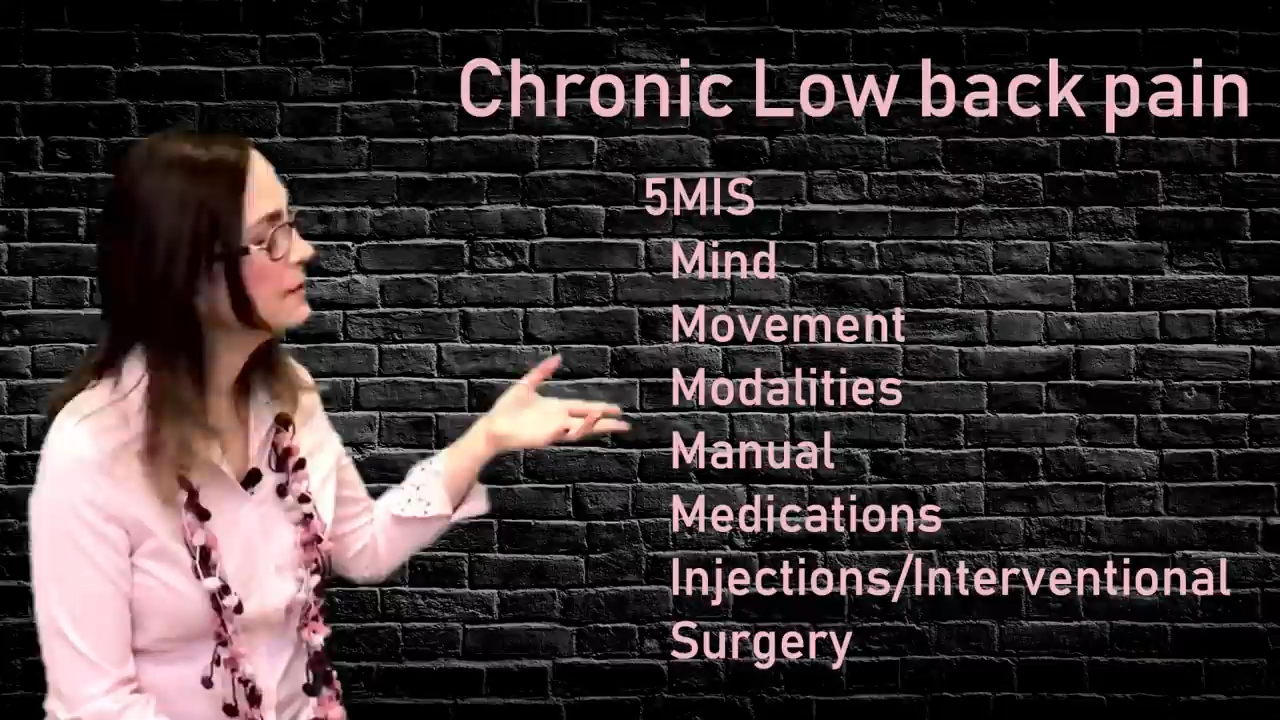 Chronic Low back pain
5MIS
Mind
Movement
Modalities
Manual
Medications
Injections/Interventional
Surgery